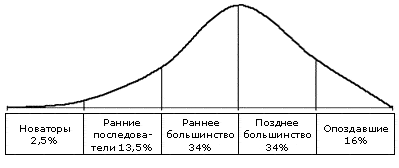 Новаторы
2,5%
Ранние
последова-
тели 13,5%
Раннее
большинство
34%
Позднее
большинство
34%
Опоздавшие
16%